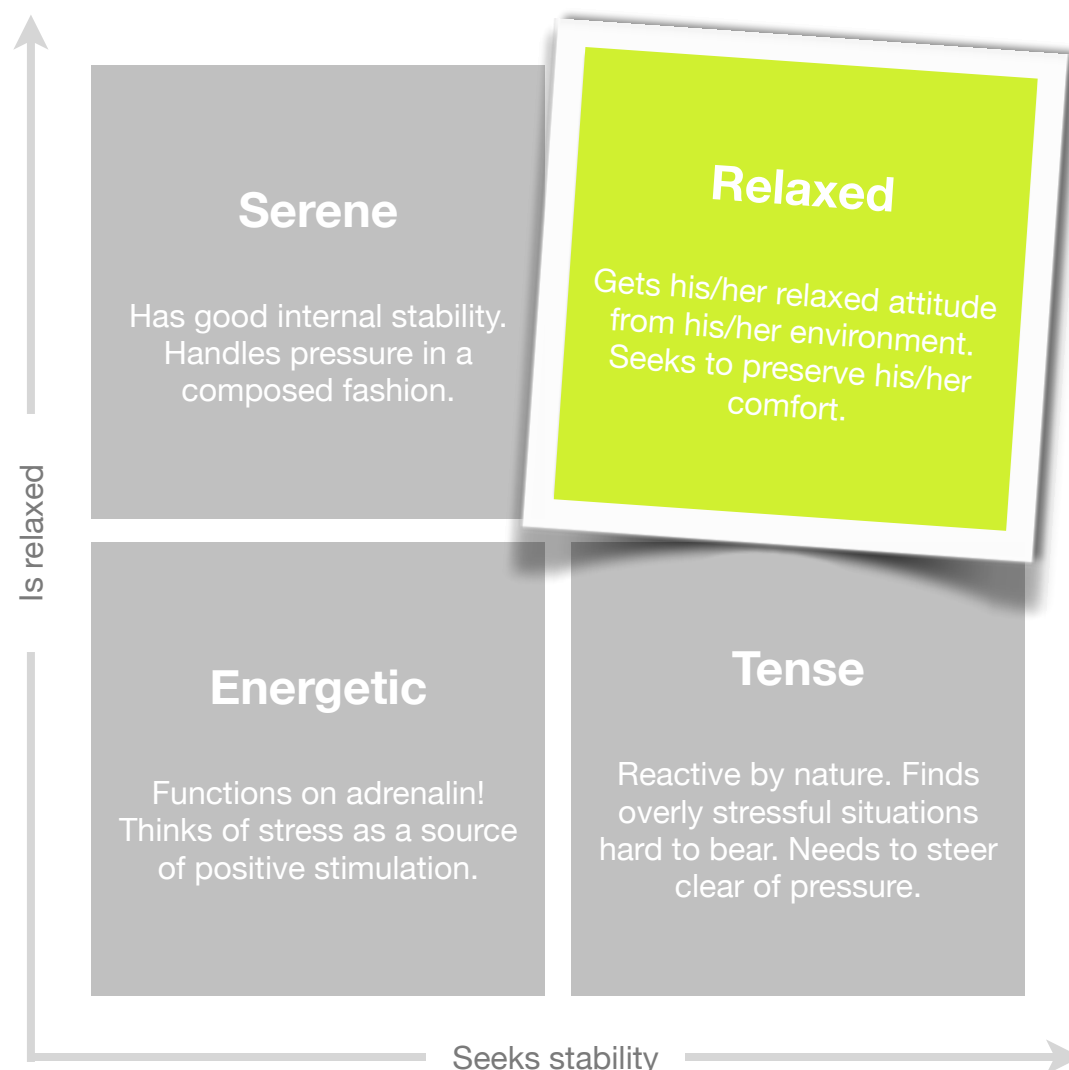 Serene
Has good internal stability.
Handles pressure in a
composed fashion.
Relaxed
Gets his/her relaxed attitude
from his/her environment.
Seeks to preserve his/her
comfort.
Is relaxed
Energetic
Functions on adrenalin!
Thinks of stress as a source
of positive stimulation.
Tense
Reactive by nature. Finds
overly stressful situations
hard to bear. Needs to steer
clear of pressure.
Seeks stability